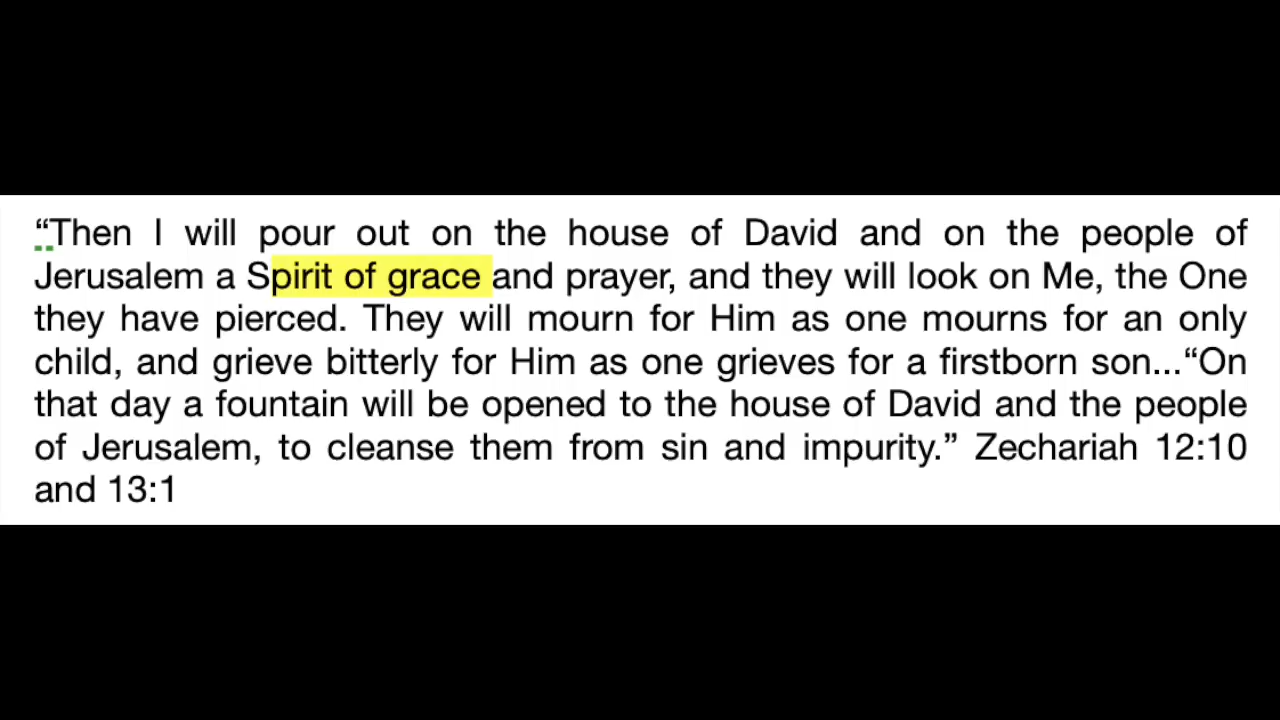 “Then I will pour out on the house of David and on the people of
Jerusalem a Spirit of grace and prayer, and they will look on Me, the One
they have pierced. They will mourn for Him as one mourns for an only
child, and grieve bitterly for Him as one grieves for a firstborn son...“On
that day a fountain will be opened to the house of David and the people
of Jerusalem, to cleanse them from sin and impurity.” Zechariah 12:10
and 13:1